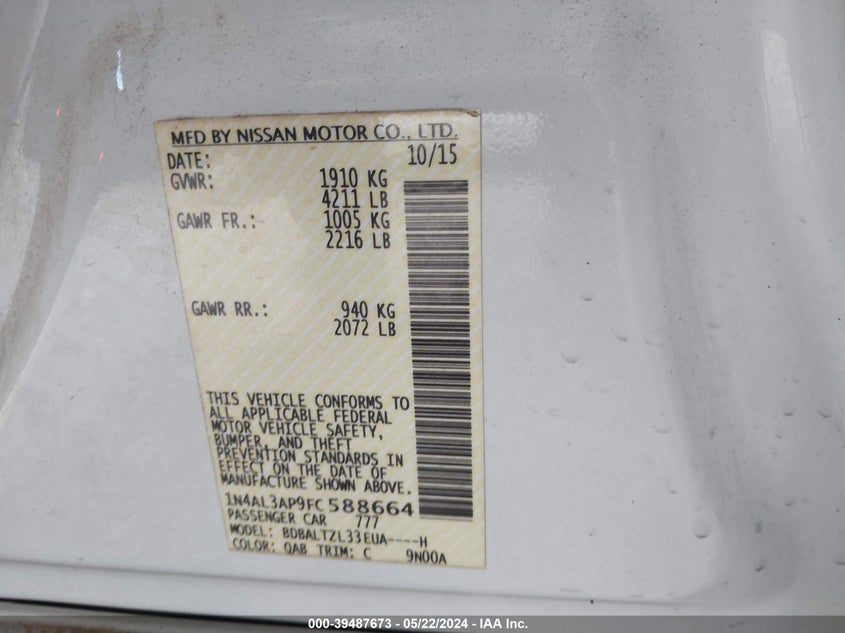 MFD BY NISSAN MOTOR CO., LTD.
DATE: 10/15
GVWR: 1910 KG
4211 LB
GAWR FR.: 1005 KG
2216 LB
GAWR RR.: 940 KG
2072 LB
THIS VEHICLE CONFORMS TO
ALL APPLICABLE FEDERAL
MOTOR VEHICLE SAFETY,
BUMPER, AND THEFT
PREVENTION STANDARDS IN
EFFECT ON THE DATE OF
MANUFACTURE SHOWN ABOVE.
1N4AL3AP9FC588664
PASSENGER CAR 777
MODEL: BDBALTZL33EUA----H
COLOR: QAB TRIM: C 9N00A
000-39487673 - 05/22/2024 - IAA Inc.